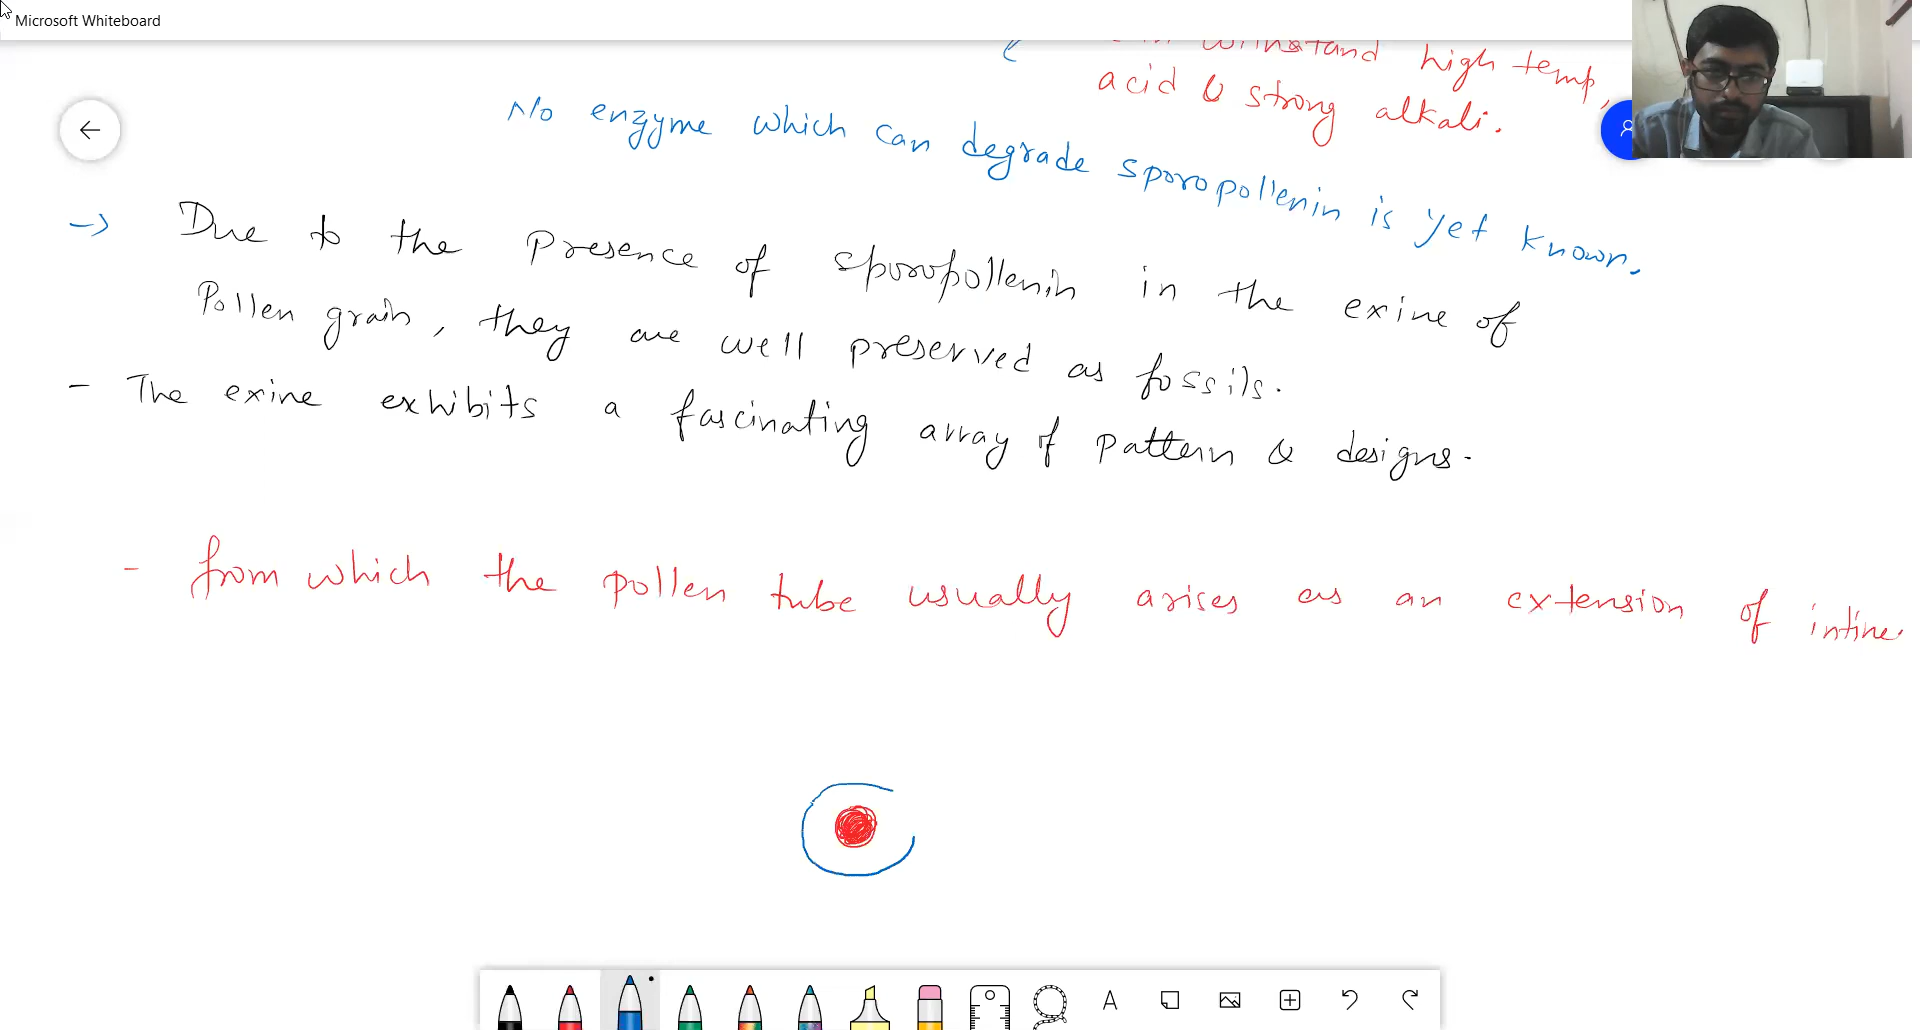 Microsoft Whiteboard
withstand high temp,
acid & strong alkali.
No enzyme which can degrade sporopollenin is yet known.
→ Due to the presence of sporopollenin in the exine of
Pollen grain, they are well preserved as fossils.
- The exine exhibits a fascinating array of pattern & designs.
- from which the pollen tube usually arises as an extension of intine.
A